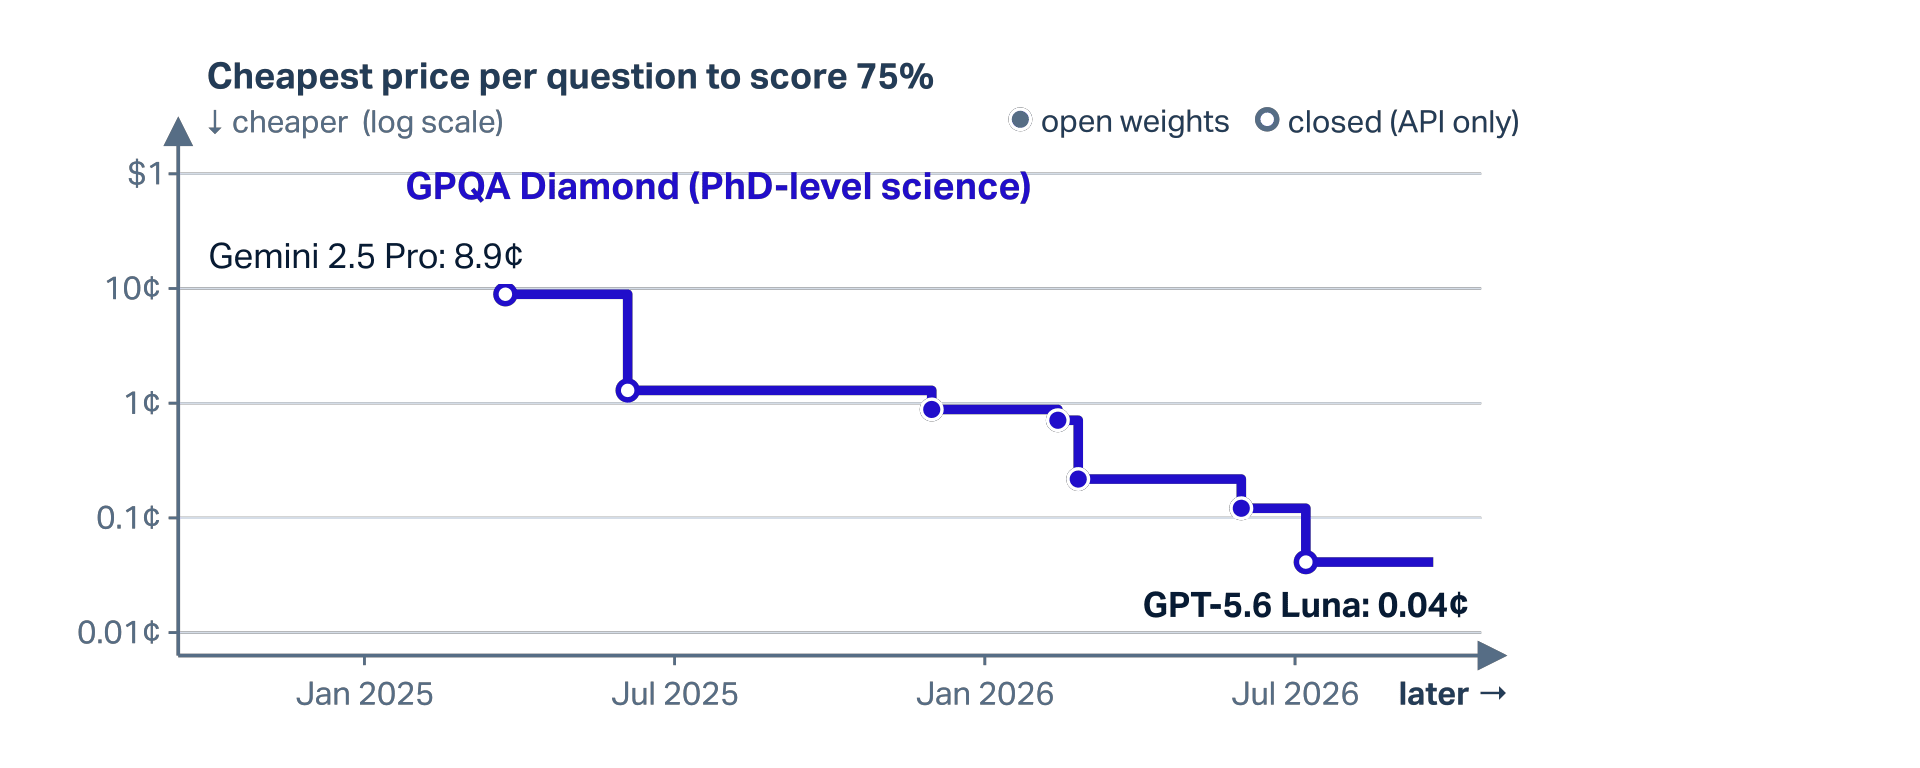 Cheapest price per question to score 75%
↓ cheaper (log scale)
open weights
closed (API only)
$1
GPQA Diamond (PhD-level science)
Gemini 2.5 Pro: 8.9¢
10¢
1¢
0.1¢
GPT-5.6 Luna: 0.04¢
0.01¢
Jan 2025
Jul 2025
Jan 2026
Jul 2026
later →